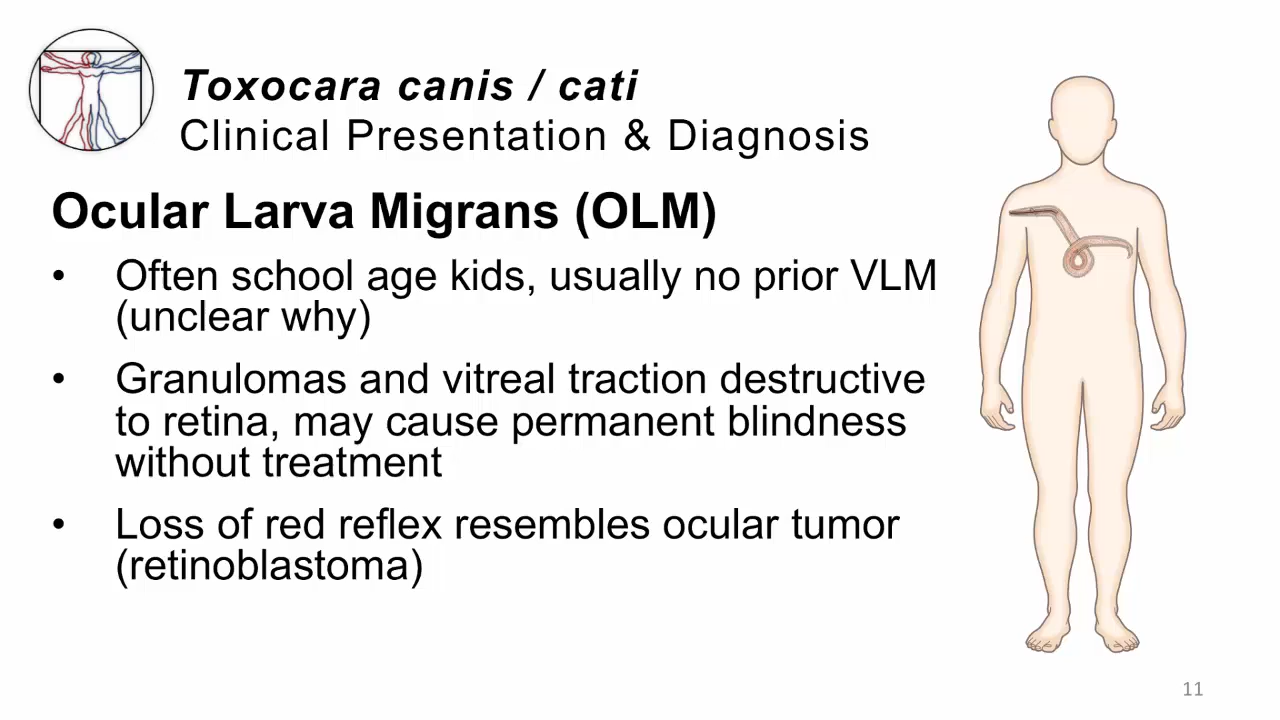 Toxocara canis / cati
Clinical Presentation & Diagnosis
Ocular Larva Migrans (OLM)
• Often school age kids, usually no prior VLM
(unclear why)
• Granulomas and vitreal traction destructive
to retina, may cause permanent blindness
without treatment
• Loss of red reflex resembles ocular tumor
(retinoblastoma)
11